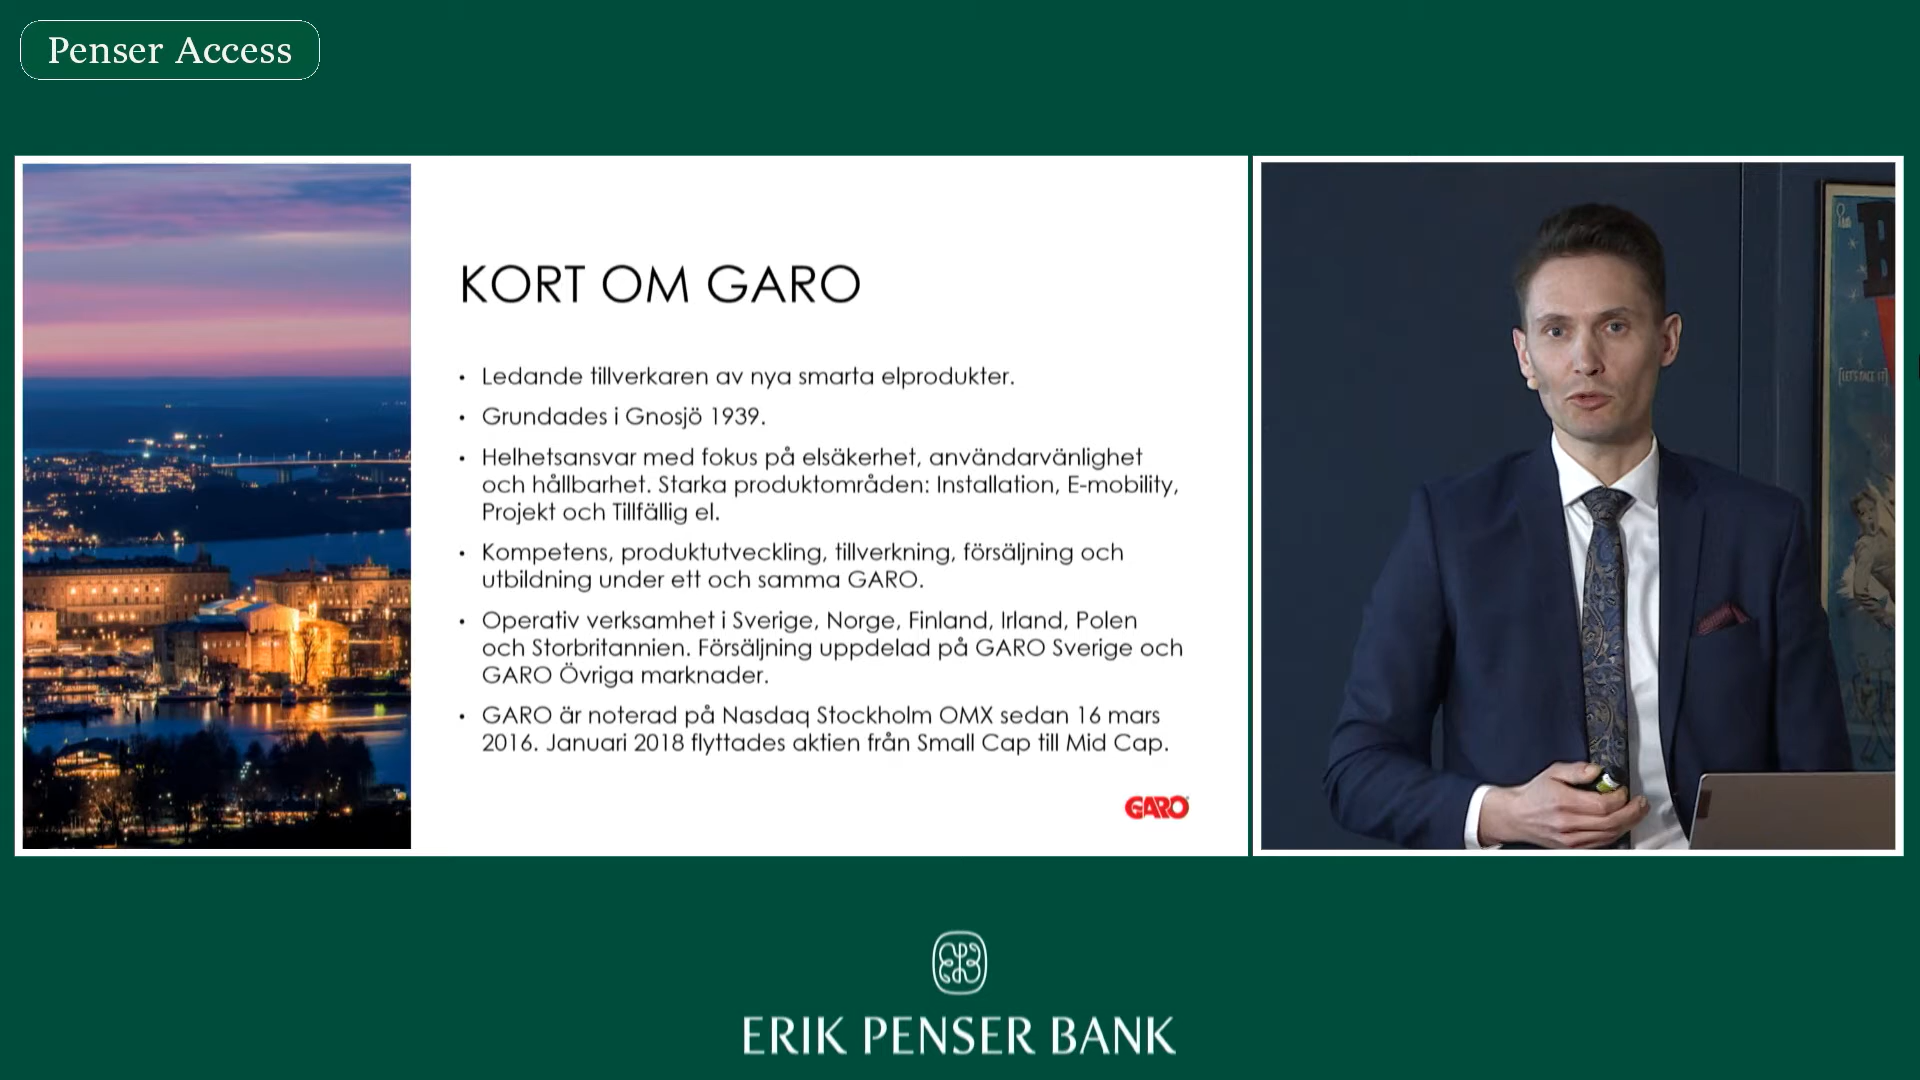 Penser Access
KORT OM GARO
• Ledande tillverkaren av nya smarta elprodukter.
• Grundades i Gnosjö 1939.
• Helhetsansvar med fokus på elsäkerhet, användarvänlighet
och hållbarhet. Starka produktområden: Installation, E-mobility,
Projekt och Tillfällig el.
• Kompetens, produktutveckling, tillverkning, försäljning och
utbildning under ett och samma GARO.
• Operativ verksamhet i Sverige, Norge, Finland, Irland, Polen
och Storbritannien. Försäljning uppdelad på GARO Sverige och
GARO Övriga marknader.
• GARO är noterad på Nasdaq Stockholm OMX sedan 16 mars
2016. Januari 2018 flyttades aktien från Small Cap till Mid Cap.
GARO
ERIK PENSER BANK